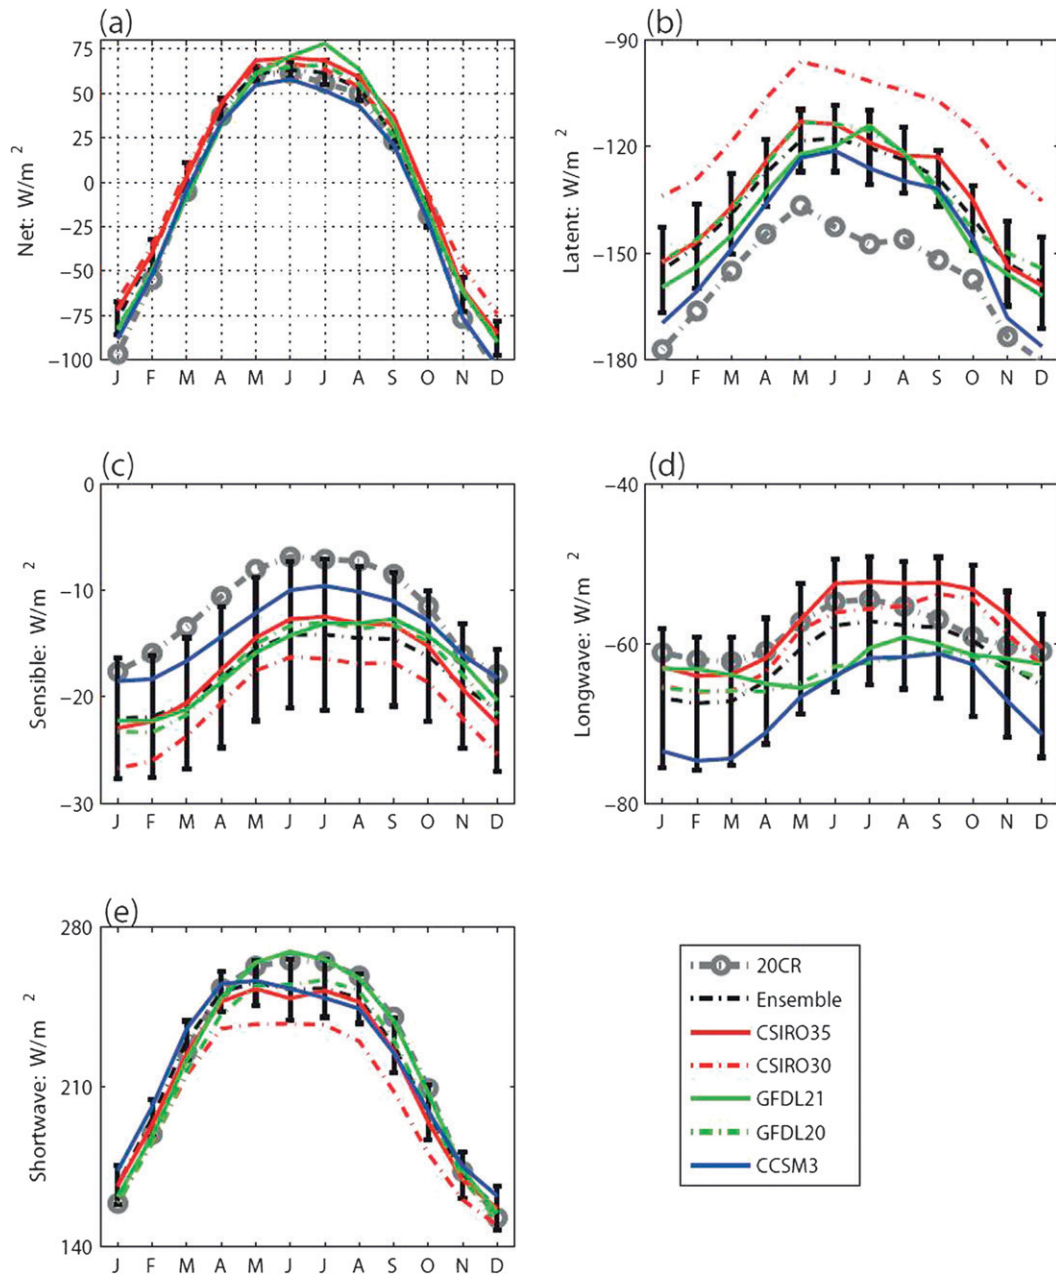 (a)
75
50
25
0
−25
−50
−75
−100
Net: W/m 2
J F M A M J J A S O N D
(b)
−90
−120
−150
−180
Latent: W/m 2
J F M A M J J A S O N D
(c)
0
−10
−20
−30
Sensible: W/m 2
J F M A M J J A S O N D
(d)
−40
−60
−80
Longwave: W/m 2
J F M A M J J A S O N D
(e)
280
210
140
Shortwave: W/m 2
J F M A M J J A S O N D
20CR
Ensemble
CSIRO35
CSIRO30
GFDL21
GFDL20
CCSM3